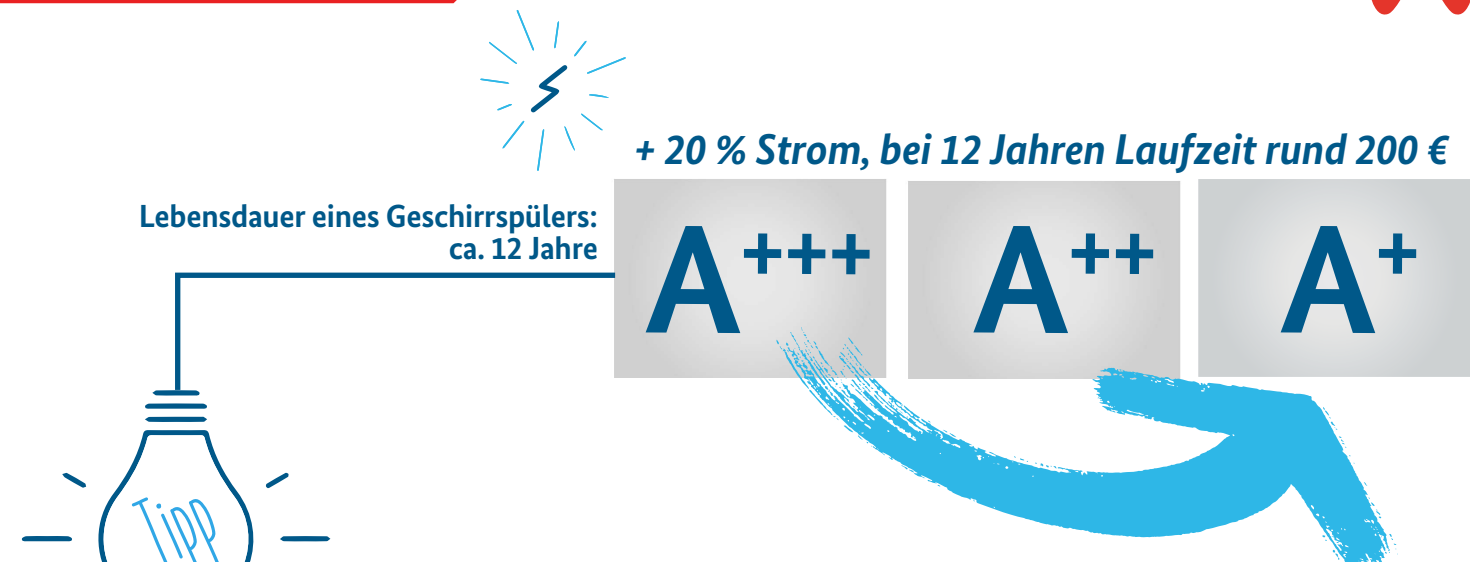 + 20 % Strom, bei 12 Jahren Laufzeit rund 200 €
Lebensdauer eines Geschirrspülers:
ca. 12 Jahre
A+++
A++
A+
Tipp